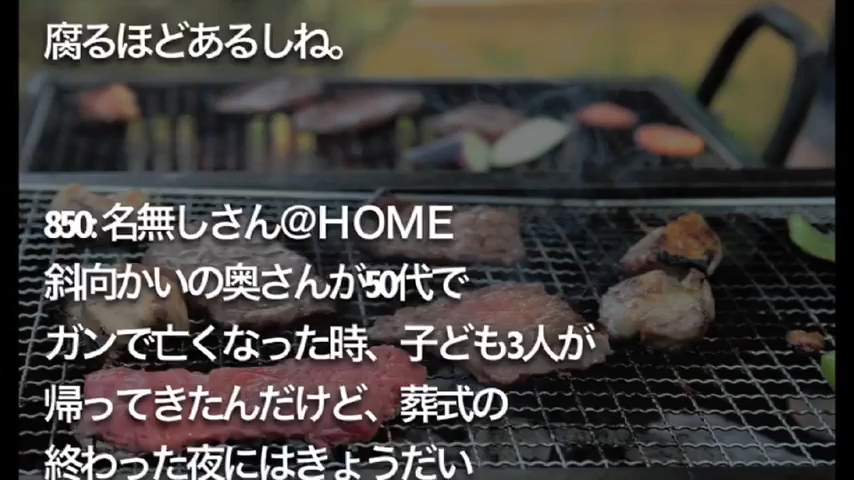 腐るほどあるしね。
850: 名無しさん@HOME
斜向かいの奥さんが50代で
ガンで亡くなった時、子ども3人が
帰ってきたんだけど、葬式の
終わった夜にはきょうだい